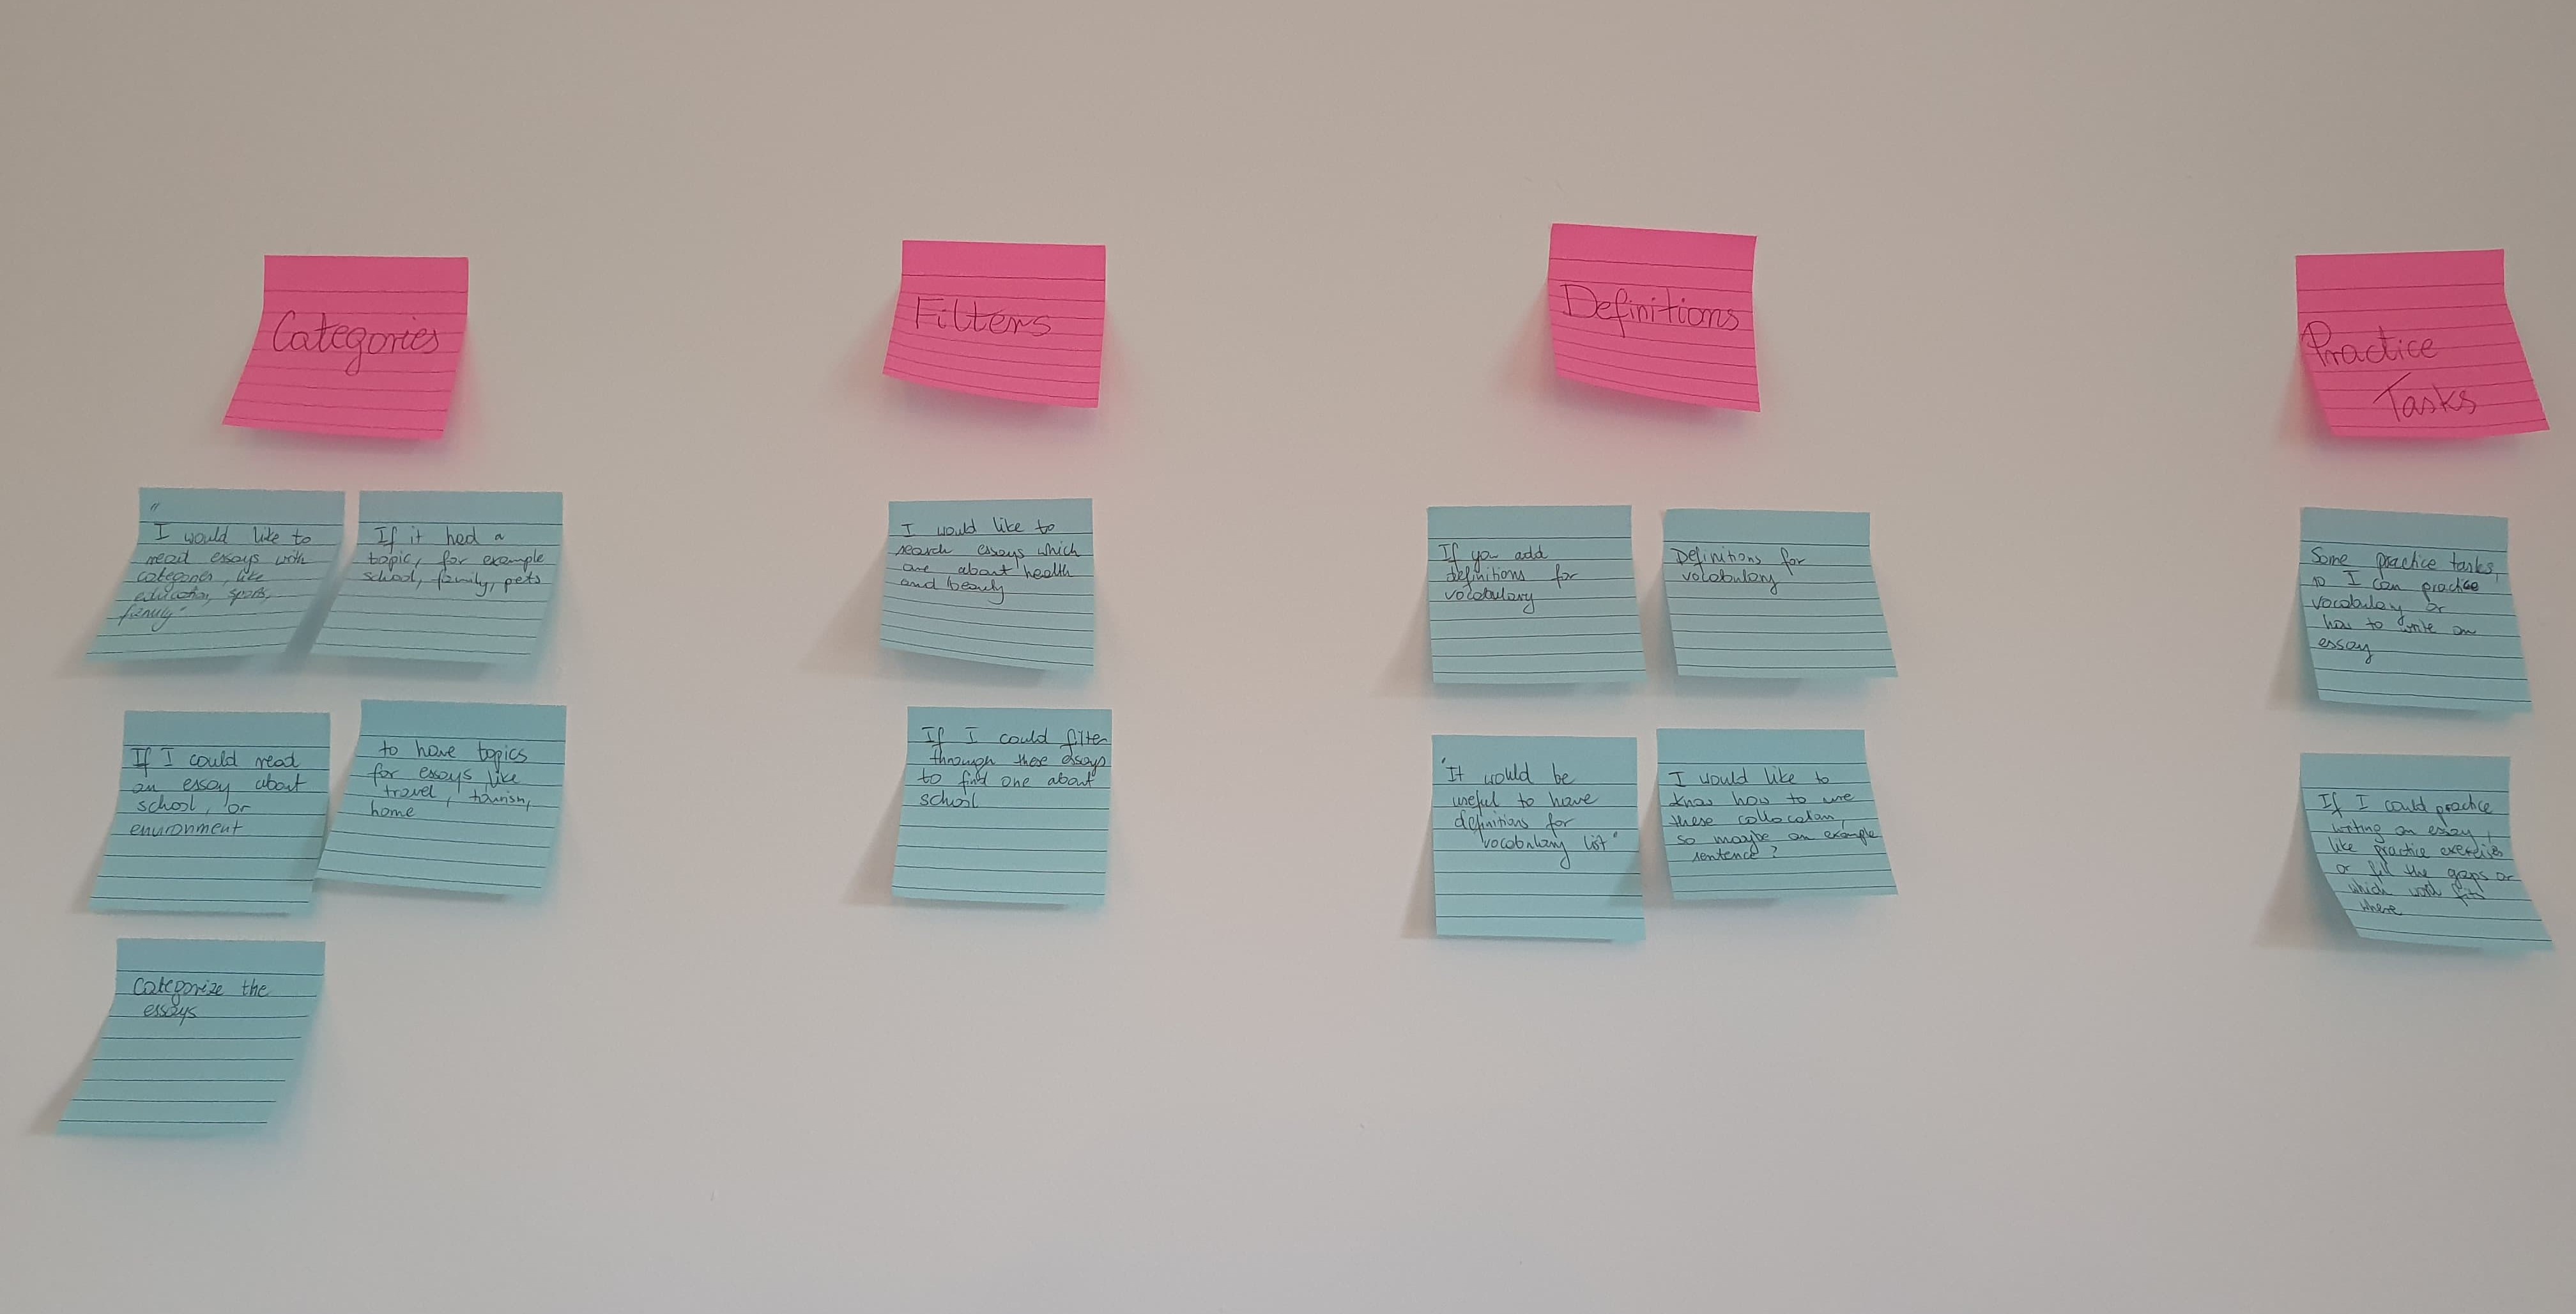 Categories
"
I would like to
read essays with
categories, like
education, sports,
family"
If it had a
topic, for example
school, family, pets
If I could read
an essay about
school, or
environment
to have topics
for essays like
travel, tourism,
home
Categorize the
essays
Filters
I would like to
search essays which
are about health
and beauty
If I could filter
through these essays
to find one about
school
Definitions
If you add
definitions for
vocabulary
Definitions for
vocabulary
"It would be
useful to have
definitions for
vocabulary list"
I would like to
know how to use
these collocation,
so maybe an example
sentence?
Practice
Tasks
Some practice tasks,
so I can practice
vocabulary or
how to write an
essay
If I could practice
writing an essay,
like practice exercises
or fill the gaps or
which word fits
where